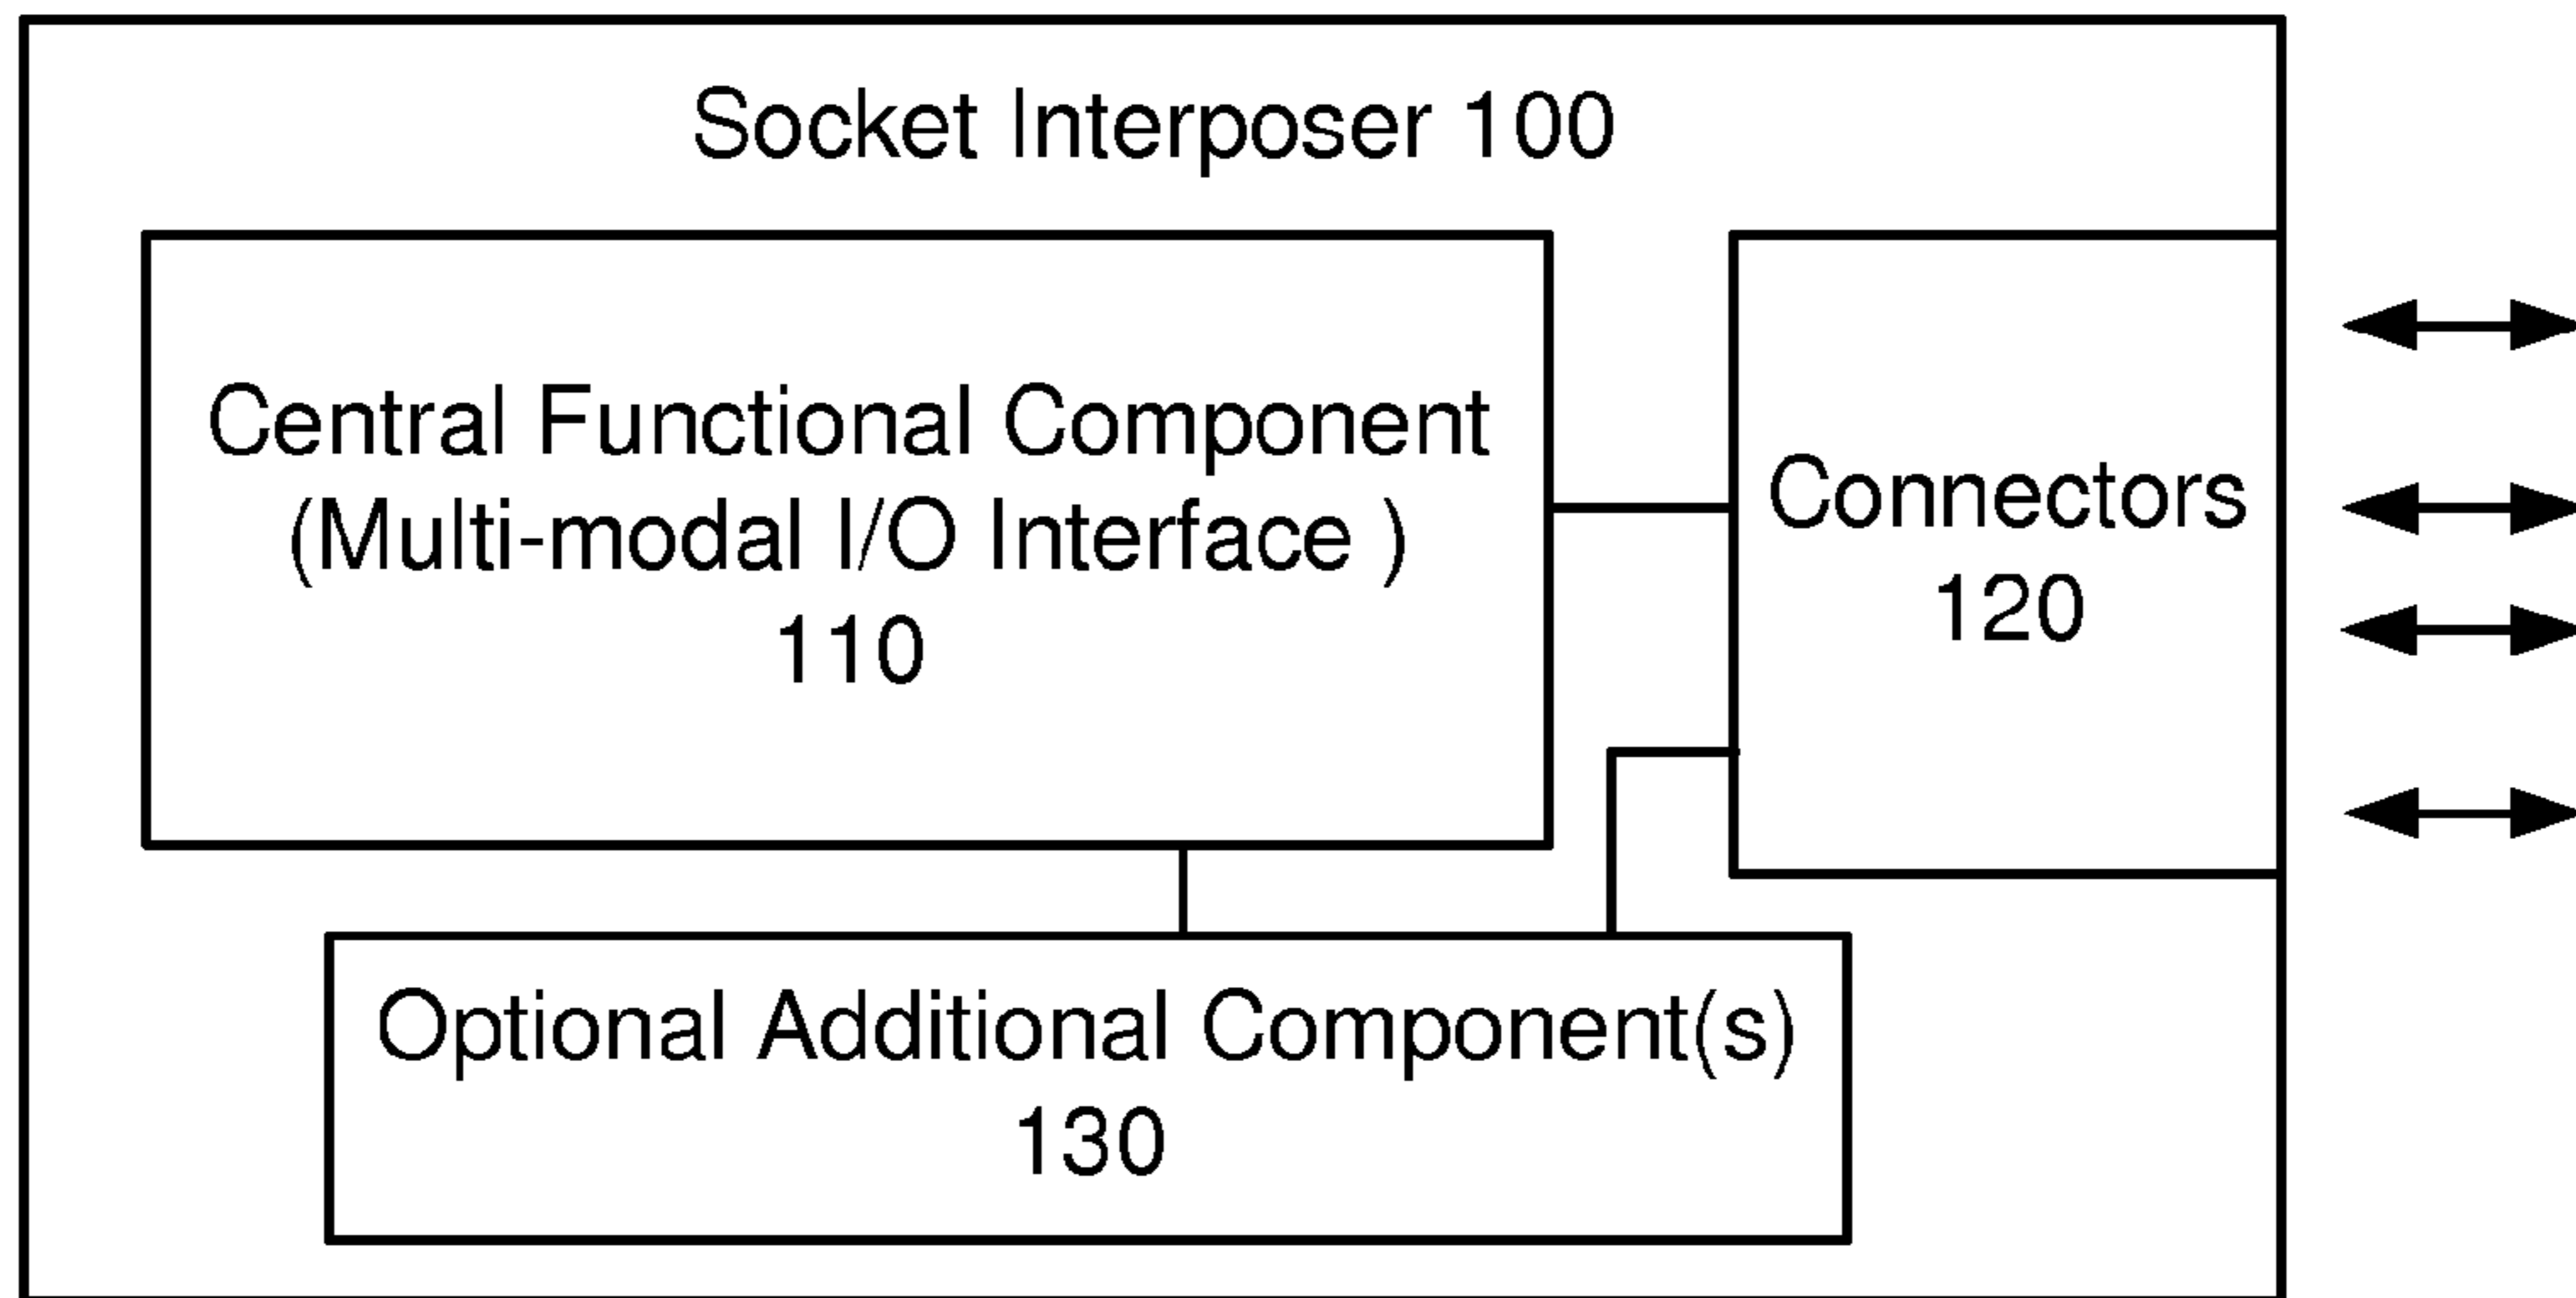 Socket Interposer 100
Central Functional Component
(Multi-modal I/O Interface )
110
Connectors
120
Optional Additional Component(s)
130